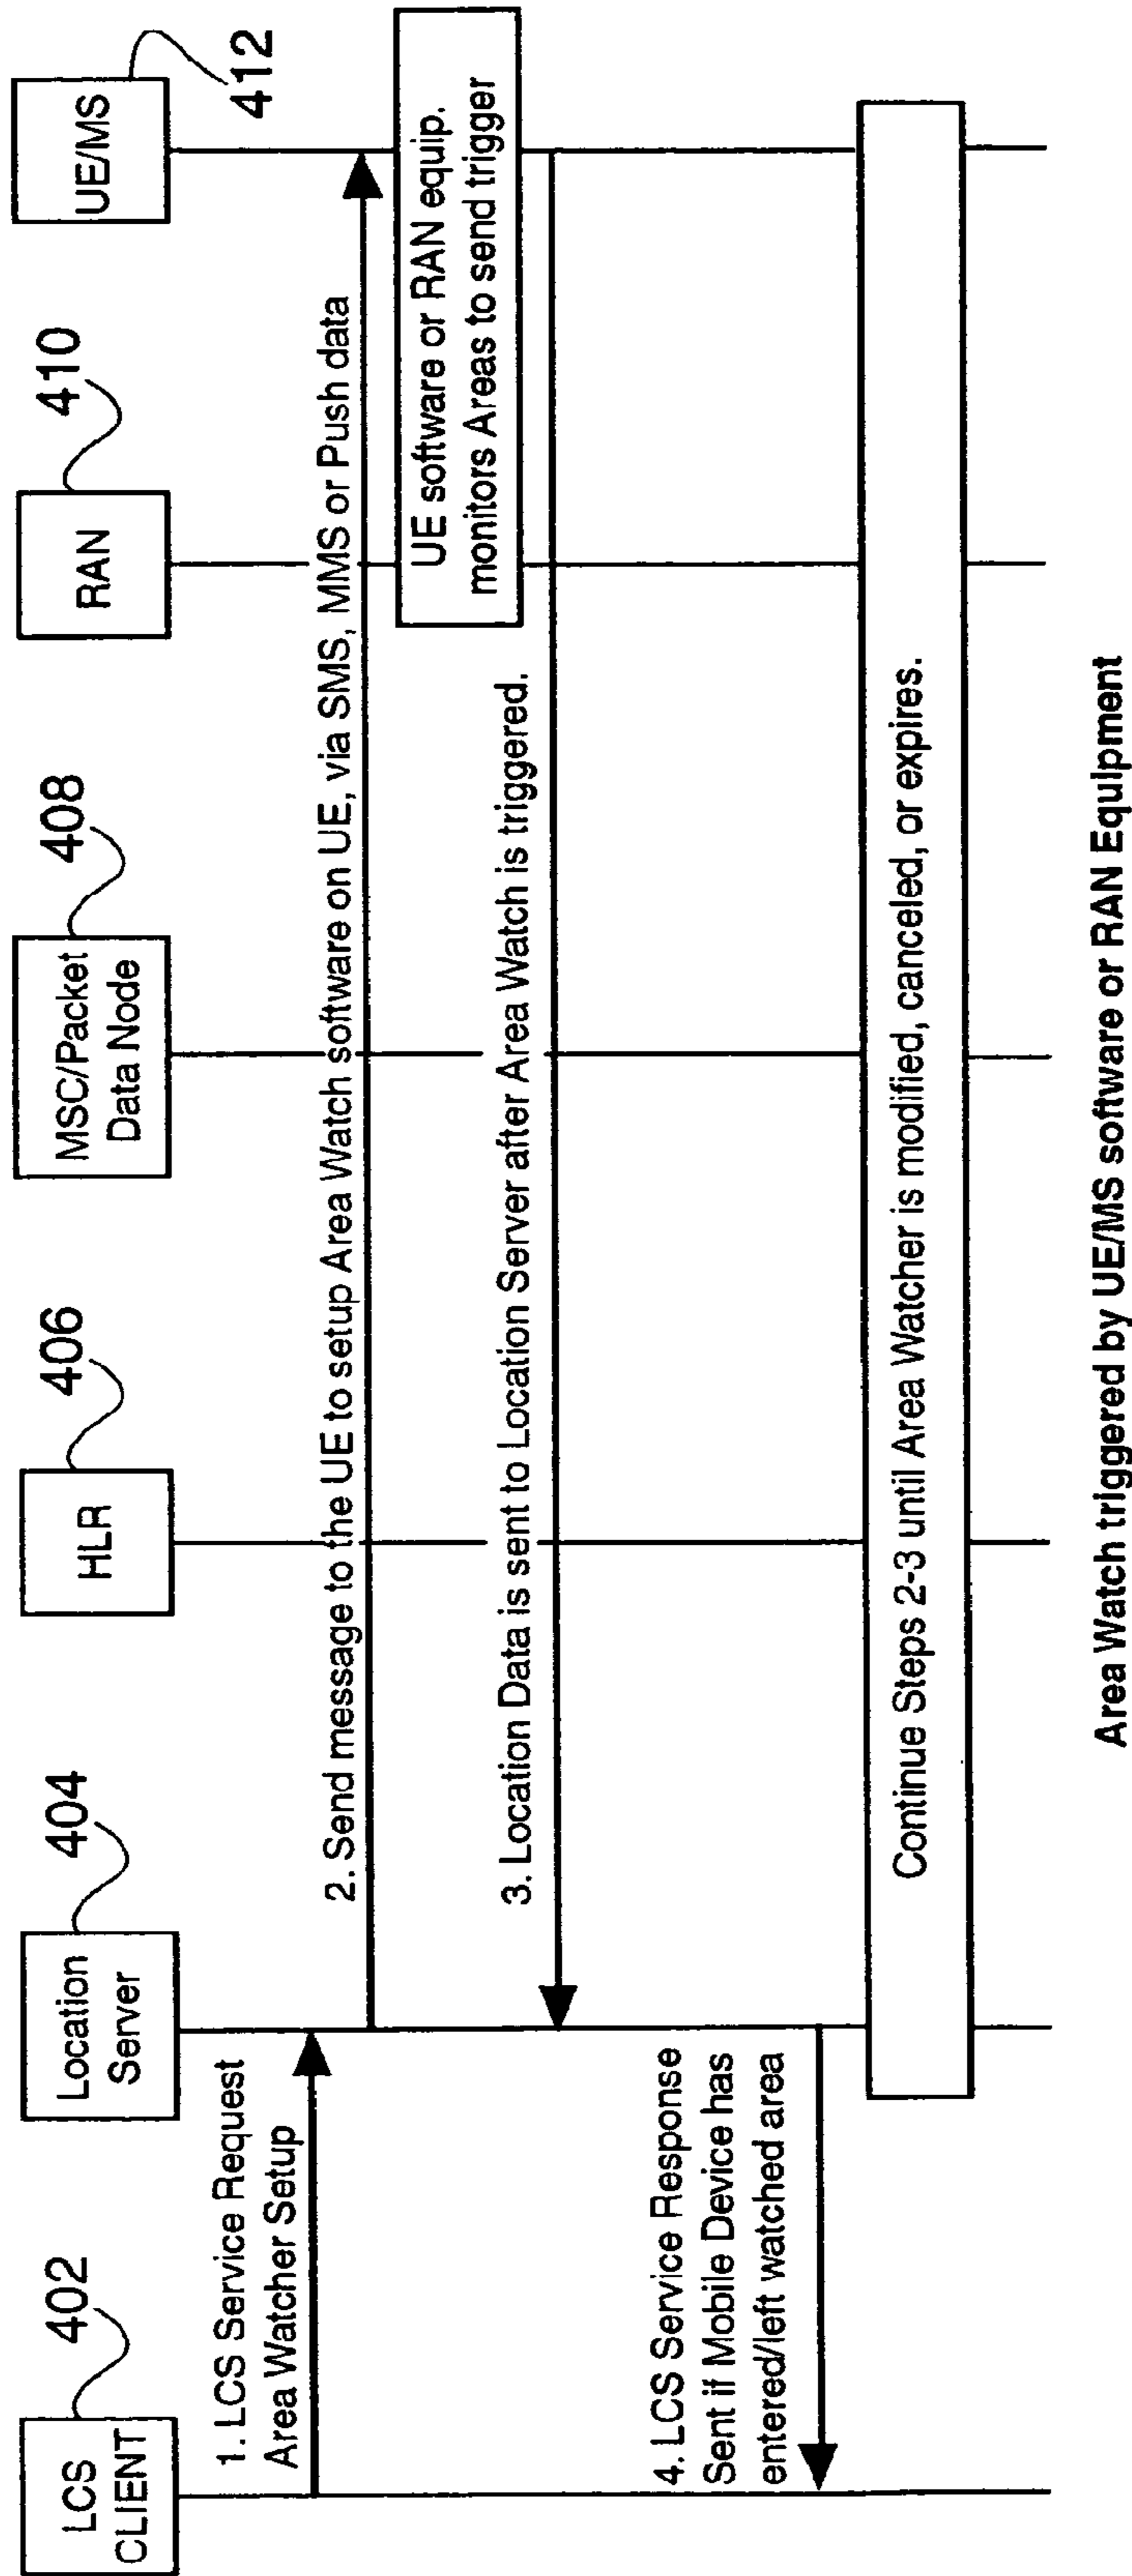 402
404
406
408
410
412
LCS
CLIENT
Location
Server
HLR
MSC/Packet
Data Node
RAN
UE/MS
1. LCS Service Request
Area Watcher Setup
2. Send message to the UE to setup Area Watch software on UE, via SMS, MMS or Push data
UE software or RAN equip.
monitors Areas to send trigger
3. Location Data is sent to Location Server after Area Watch is triggered.
4. LCS Service Response
Sent if Mobile Device has
entered/left watched area
Continue Steps 2-3 until Area Watcher is modified, canceled, or expires.
Area Watch triggered by UE/MS software or RAN Equipment